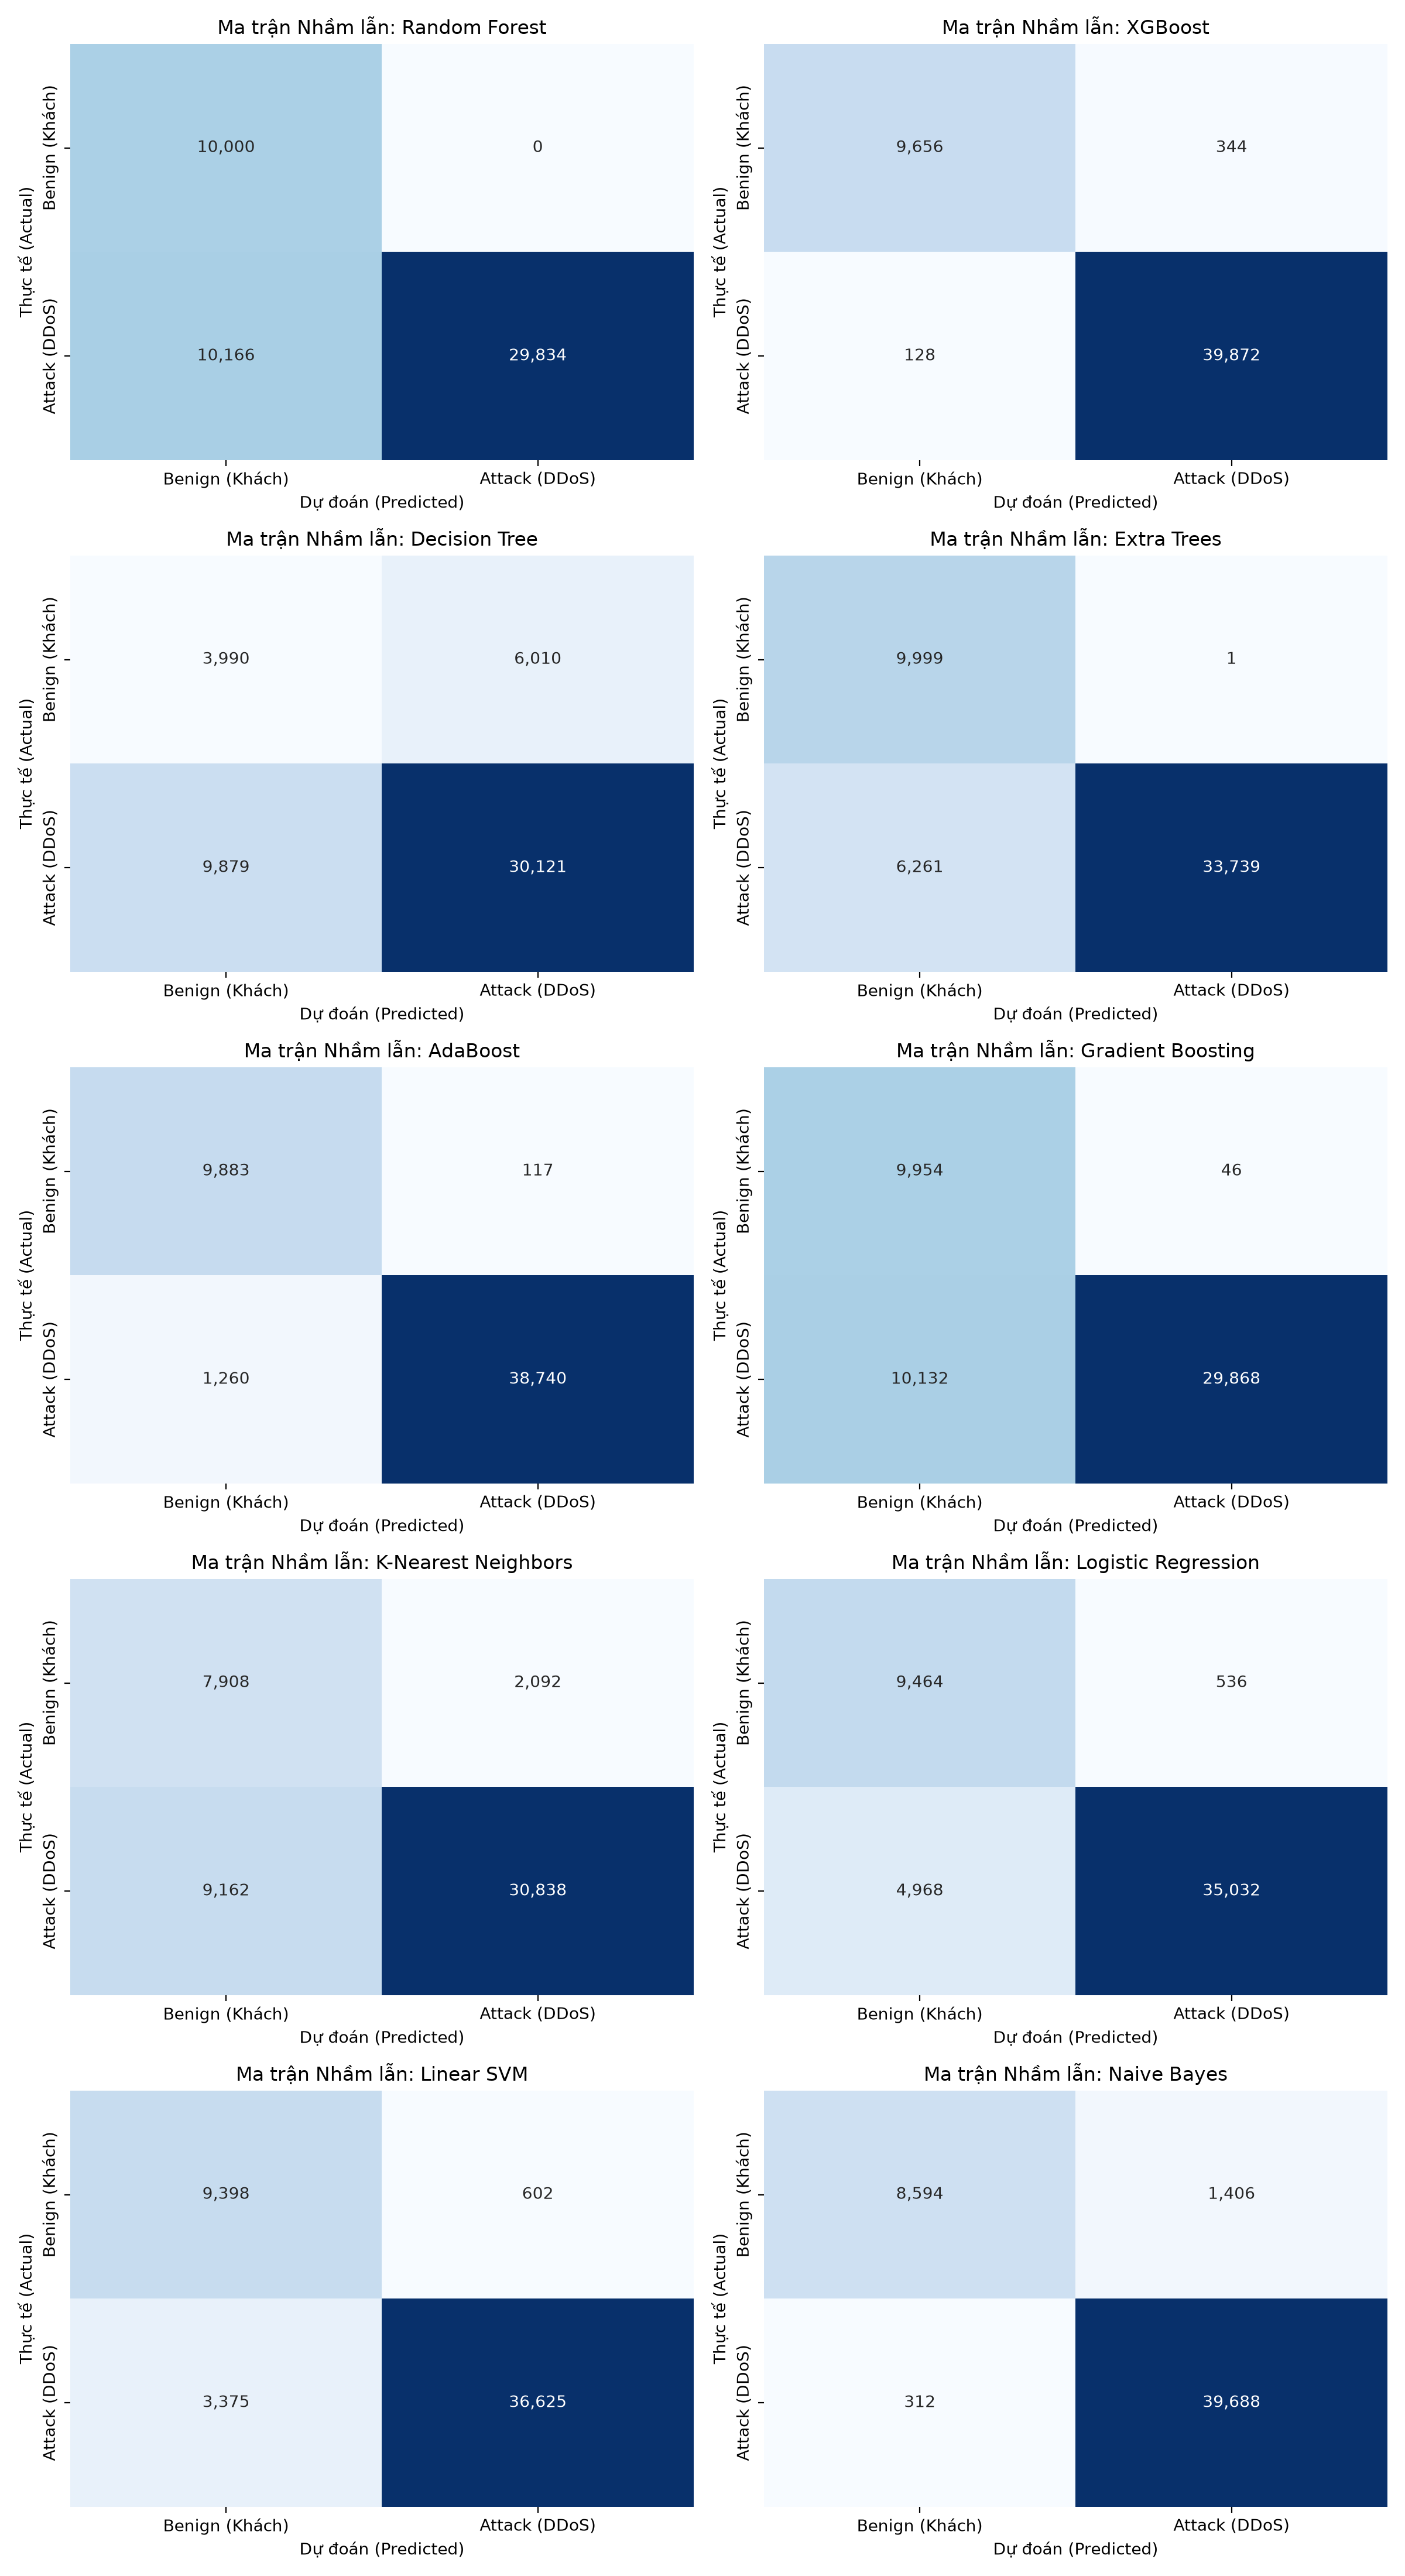 Ma trận Nhầm lẫn: Random Forest
Thực tế (Actual)
Benign (Khách)
10,000
0
Attack (DDoS)
10,166
29,834
Benign (Khách)
Attack (DDoS)
Dự đoán (Predicted)
Ma trận Nhầm lẫn: XGBoost
Thực tế (Actual)
Benign (Khách)
9,656
344
Attack (DDoS)
128
39,872
Benign (Khách)
Attack (DDoS)
Dự đoán (Predicted)
Ma trận Nhầm lẫn: Decision Tree
Thực tế (Actual)
Benign (Khách)
3,990
6,010
Attack (DDoS)
9,879
30,121
Benign (Khách)
Attack (DDoS)
Dự đoán (Predicted)
Ma trận Nhầm lẫn: Extra Trees
Thực tế (Actual)
Benign (Khách)
9,999
1
Attack (DDoS)
6,261
33,739
Benign (Khách)
Attack (DDoS)
Dự đoán (Predicted)
Ma trận Nhầm lẫn: AdaBoost
Thực tế (Actual)
Benign (Khách)
9,883
117
Attack (DDoS)
1,260
38,740
Benign (Khách)
Attack (DDoS)
Dự đoán (Predicted)
Ma trận Nhầm lẫn: Gradient Boosting
Thực tế (Actual)
Benign (Khách)
9,954
46
Attack (DDoS)
10,132
29,868
Benign (Khách)
Attack (DDoS)
Dự đoán (Predicted)
Ma trận Nhầm lẫn: K-Nearest Neighbors
Thực tế (Actual)
Benign (Khách)
7,908
2,092
Attack (DDoS)
9,162
30,838
Benign (Khách)
Attack (DDoS)
Dự đoán (Predicted)
Ma trận Nhầm lẫn: Logistic Regression
Thực tế (Actual)
Benign (Khách)
9,464
536
Attack (DDoS)
4,968
35,032
Benign (Khách)
Attack (DDoS)
Dự đoán (Predicted)
Ma trận Nhầm lẫn: Linear SVM
Thực tế (Actual)
Benign (Khách)
9,398
602
Attack (DDoS)
3,375
36,625
Benign (Khách)
Attack (DDoS)
Dự đoán (Predicted)
Ma trận Nhầm lẫn: Naive Bayes
Thực tế (Actual)
Benign (Khách)
8,594
1,406
Attack (DDoS)
312
39,688
Benign (Khách)
Attack (DDoS)
Dự đoán (Predicted)